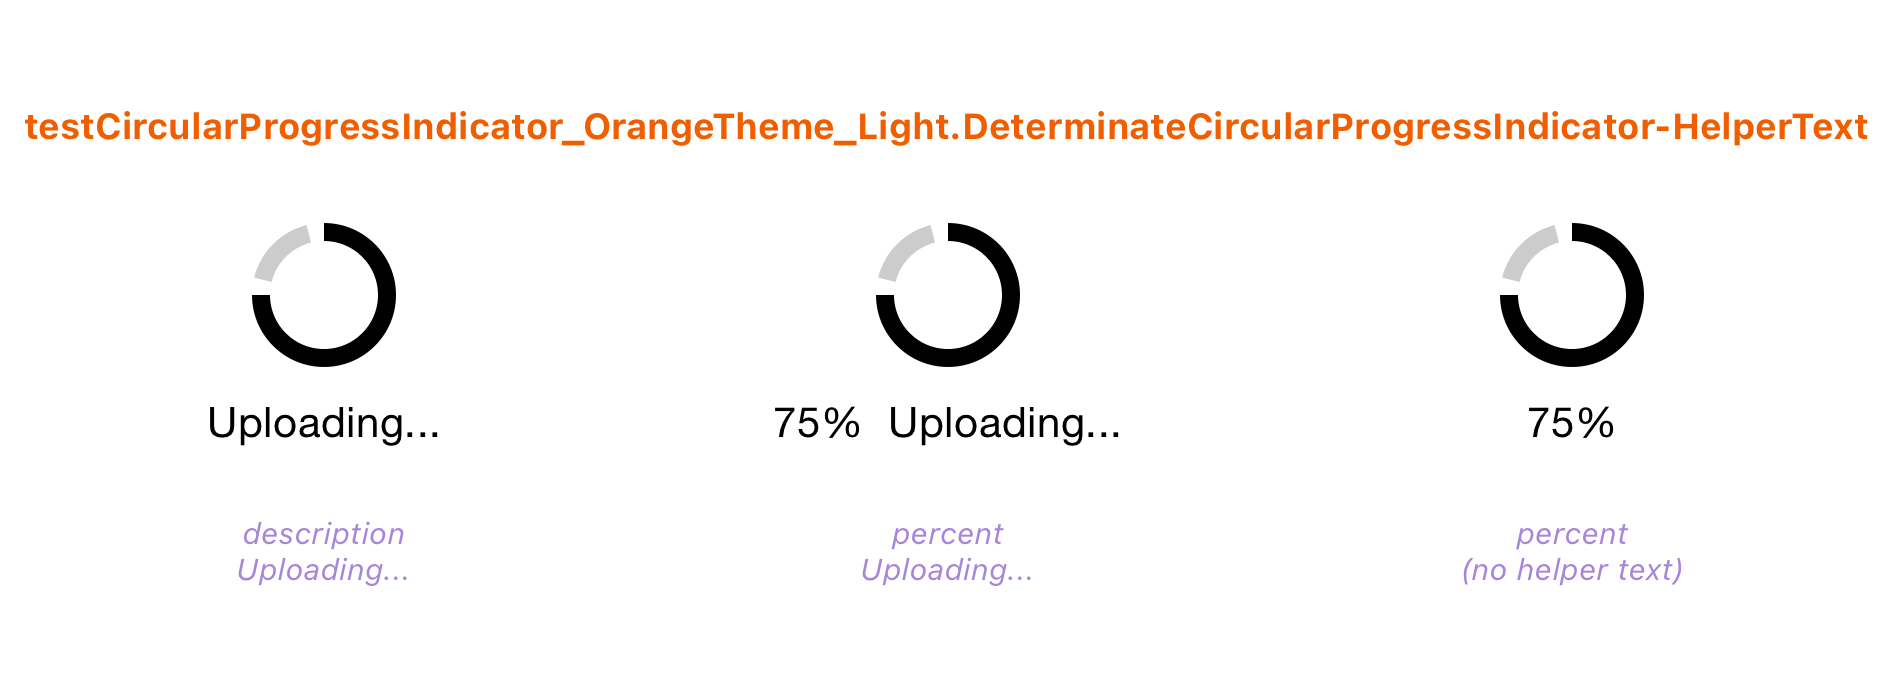 testCircularProgressIndicator_OrangeTheme_Light.DeterminateCircularProgressIndicator-HelperText
Uploading...
75% Uploading...
75%
description
Uploading...
percent
Uploading...
percent
(no helper text)